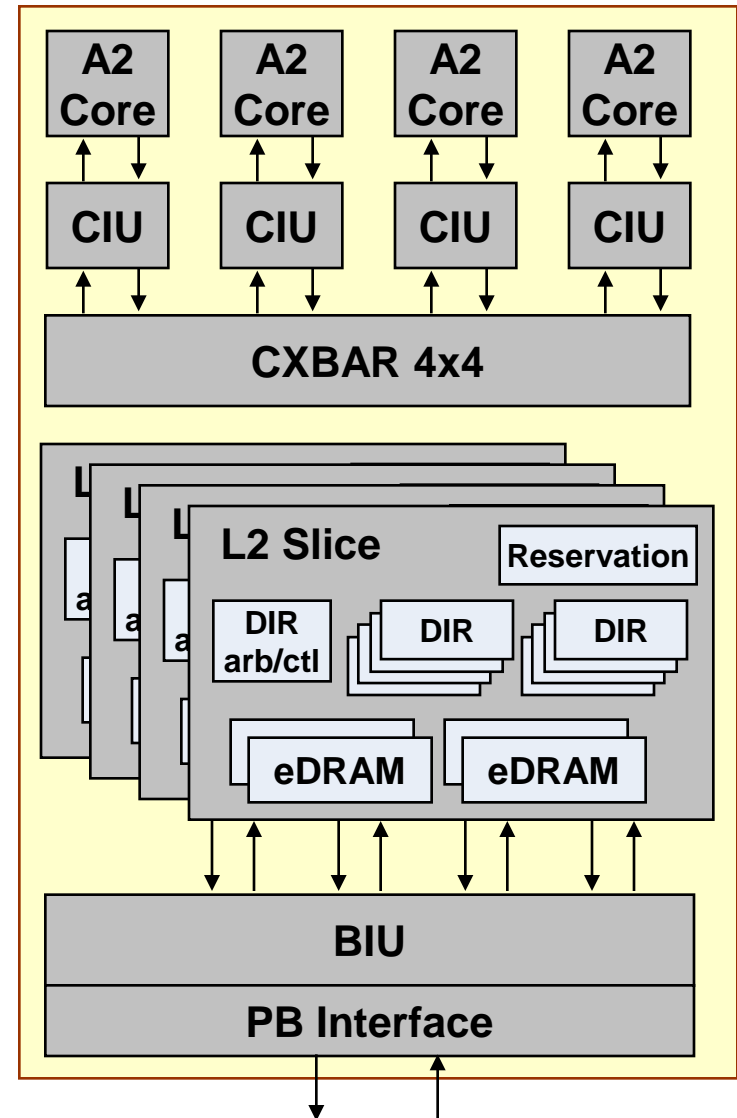 A2 Core
A2 Core
A2 Core
A2 Core
CIU
CIU
CIU
CIU
CXBAR 4x4
L
L
L
L2 Slice
Reservation
a
a
a
DIR
arb/ctl
DIR
DIR
eDRAM
eDRAM
BIU
PB Interface